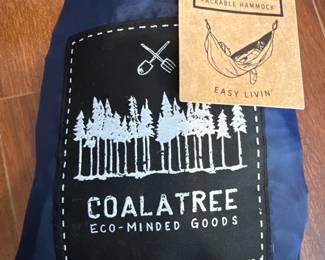 PACKABLE HAMMOCK
EASY LIVIN'
COALATREE
ECO-MINDED GOODS